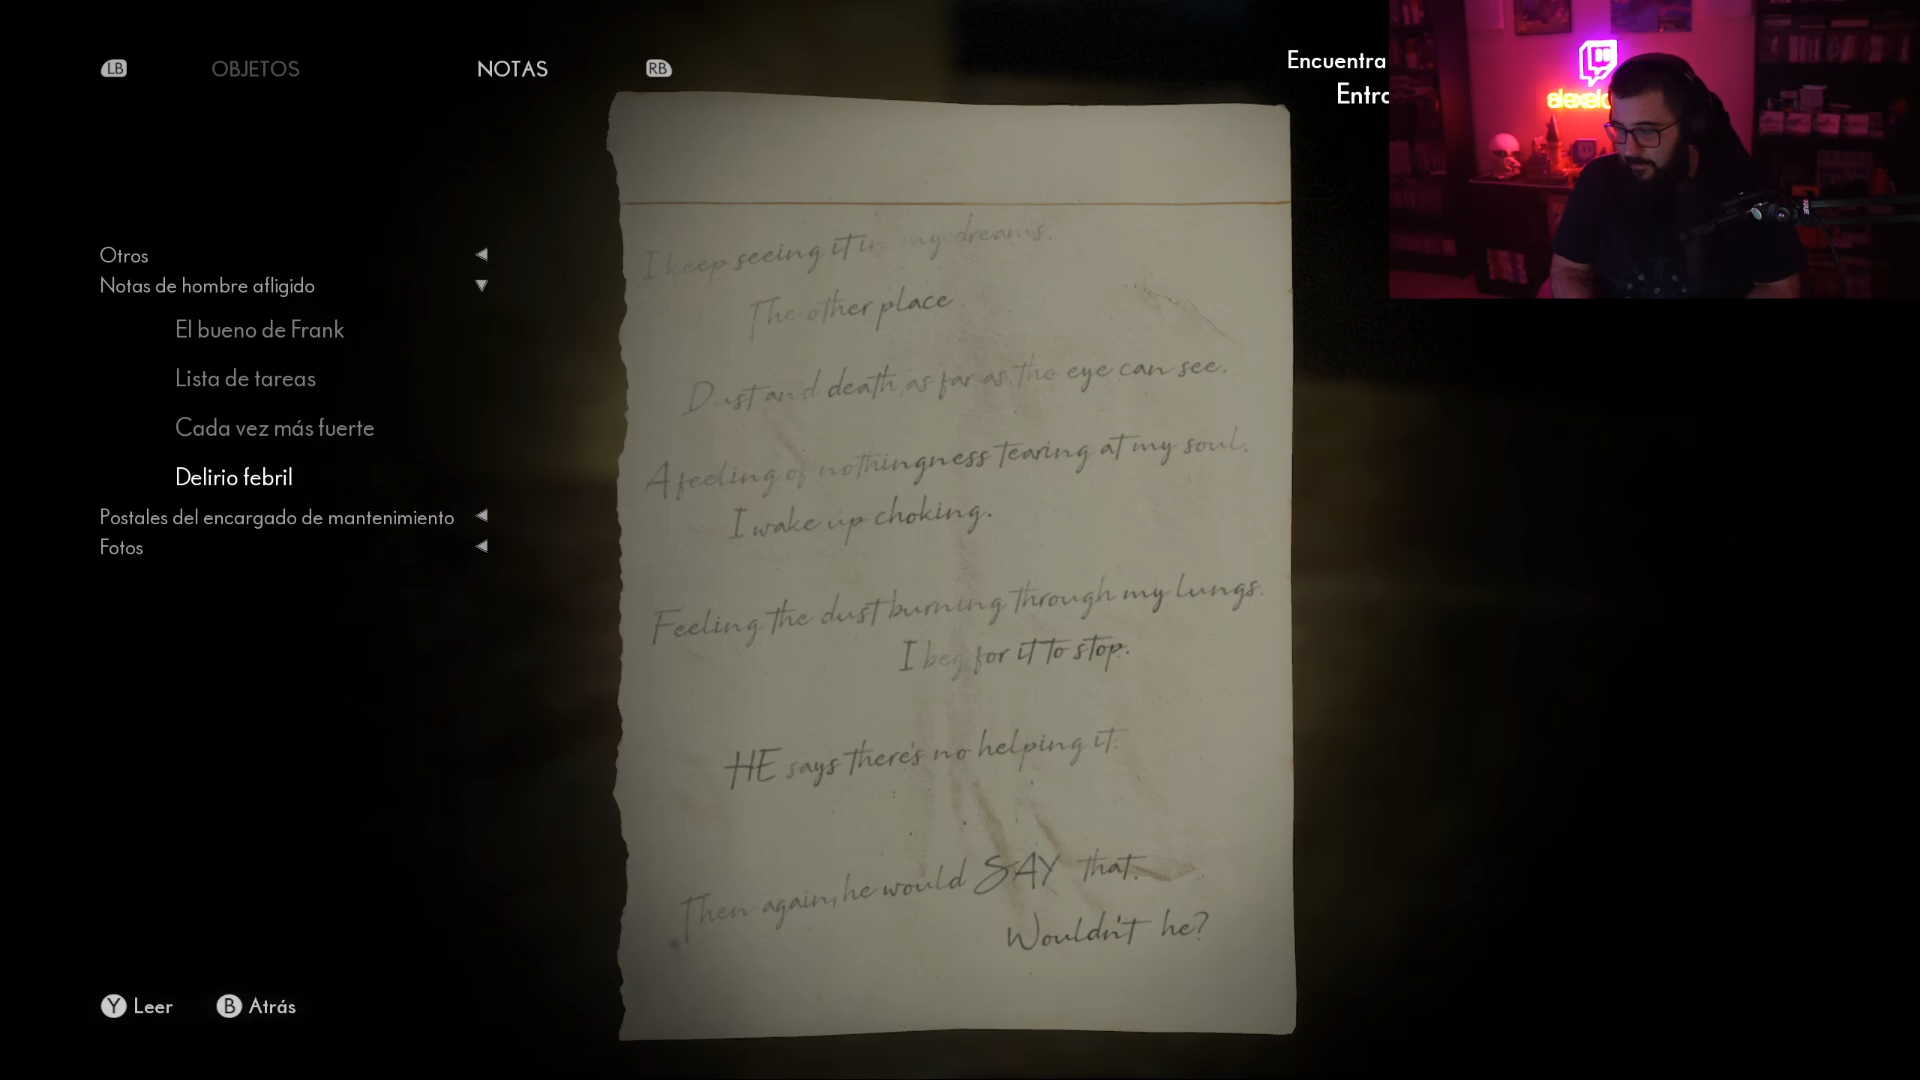 LB
OBJETOS
NOTAS
RB
Encuentra
Entr
Otros
Notas de hombre afligido
El bueno de Frank
Lista de tareas
Cada vez más fuerte
Delirio febril
Postales del encargado de mantenimiento
Fotos
I keep seeing it in my dreams.
The other place.
Dust and death, as far as the eye can see.
A feeling of nothingness tearing at my soul.
I wake up choking.
Feeling the dust burning through my lungs.
I beg for it to stop.
HE says there's no helping it.
Then again, he would SAY that.
Wouldn't he?
Y Leer
B Atrás